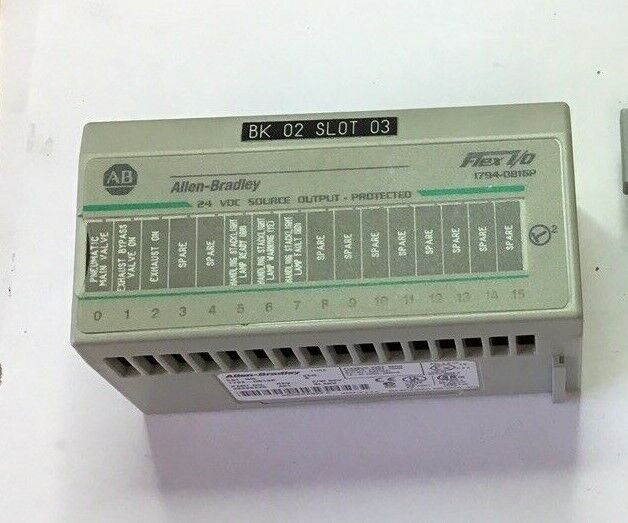 BK 02 SLOT 03
AB
Allen-Bradley
Flex I/O
1794-OB16P
24 VDC SOURCE OUTPUT - PROTECTED
PNEUMATIC
MAIN VALVE
EXHAUST BYPASS
VALVE ON
EXHAUST ON
SPARE
SPARE
HANDLING STACKLIGHT
LAMP READY
HANDLING STACKLIGHT
LAMP WARNING
HANDLING STACKLIGHT
LAMP FAULT
SPARE
SPARE
SPARE
SPARE
SPARE
SPARE
SPARE
SPARE
2
0 1 2 3 4 5 6 7 8 9 10 11 12 13 14 15
Allen-Bradley